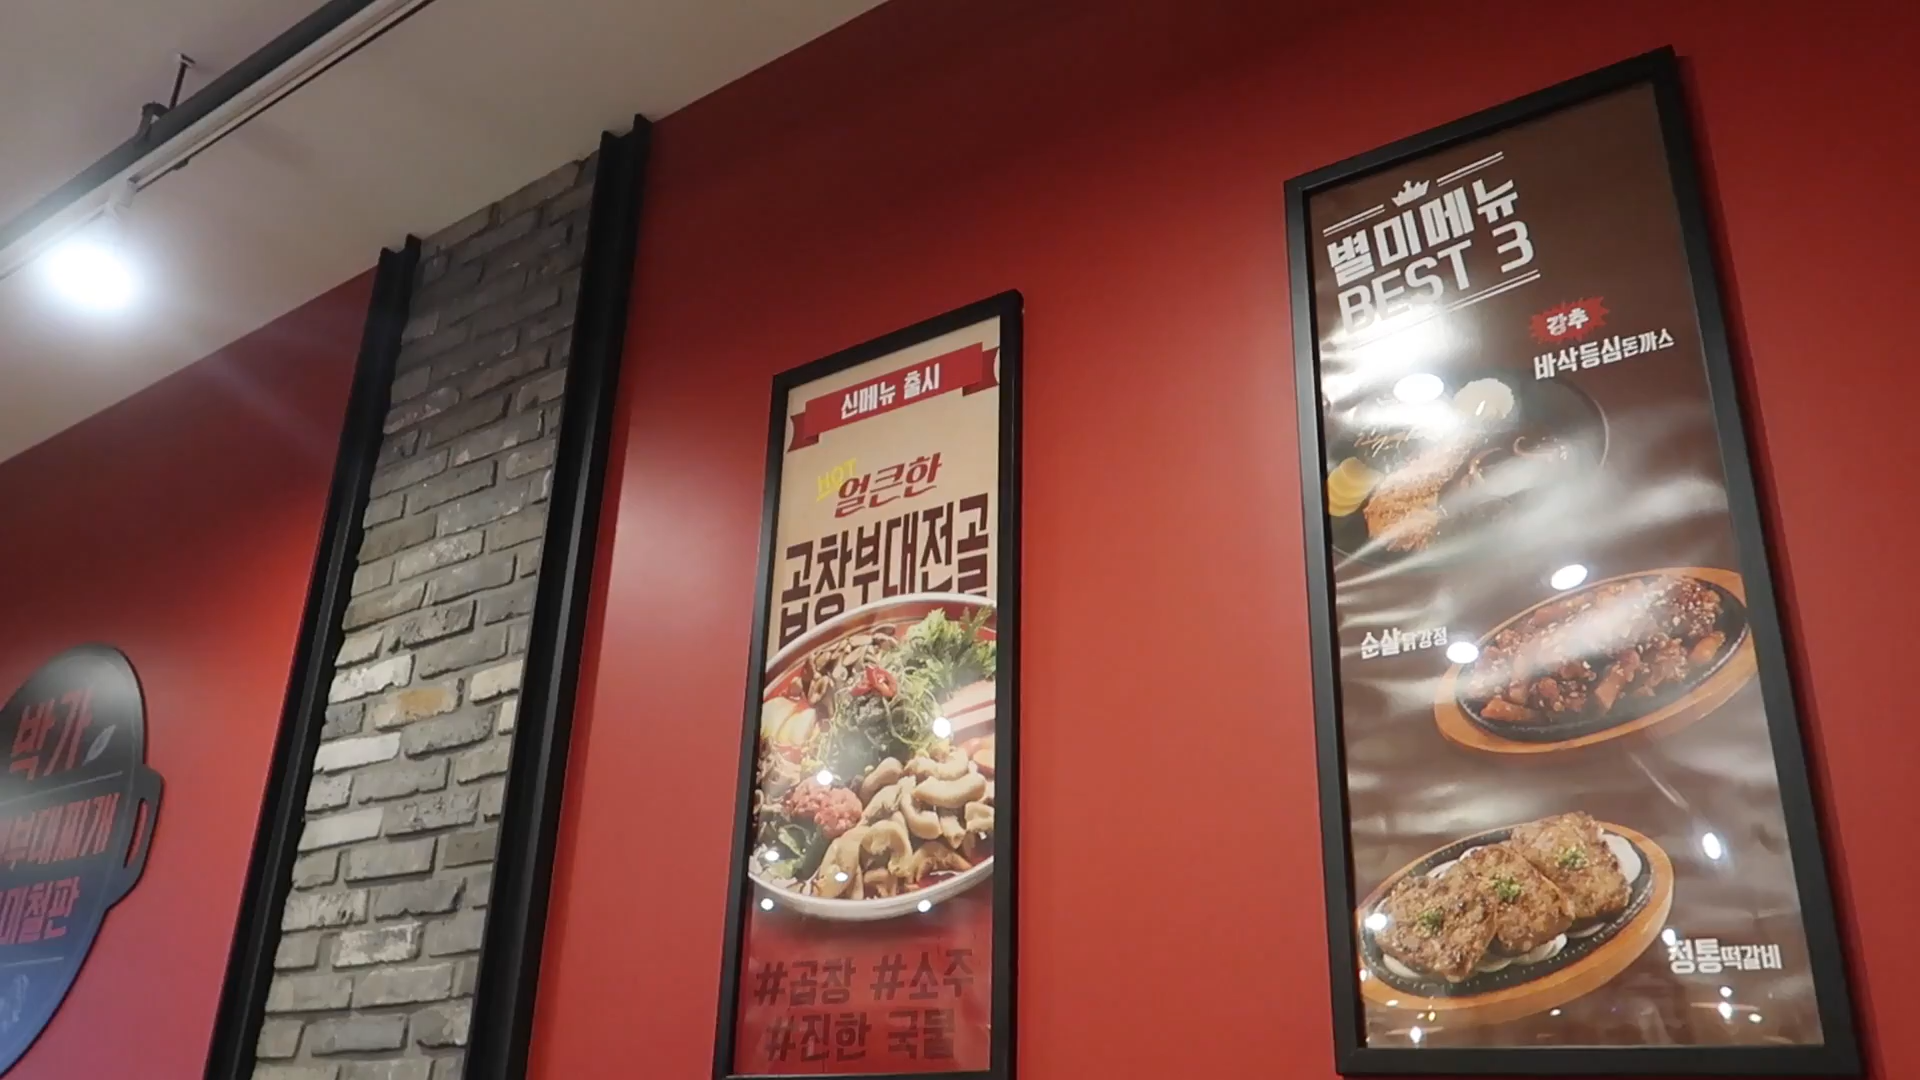 박가
부대찌개
철판
신메뉴 출시
HOT
얼큰한
곱창부대전골
#곱창 #소주
#진한 국물
별미메뉴
BEST 3
강추
바삭등심돈까스
순살닭강정
정통떡갈비